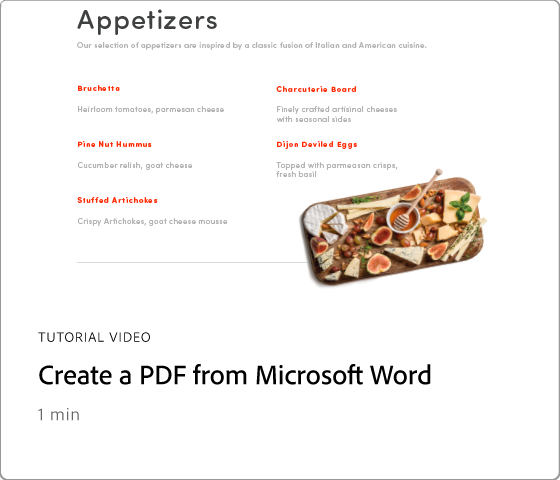 Appetizers
Our selection of appetizers are inspired by a classic fusion of Italian and American cuisine.
Bruchetta
Heirloom tomatoes, parmesan cheese
Charcuterie Board
Finely crafted artisinal cheeses
with seasonal sides
Pine Nut Hummus
Cucumber relish, goat cheese
Dijon Deviled Eggs
Topped with parmeasan crisps,
fresh basil
Stuffed Artichokes
Crispy Artichokes, goat cheese mousse
TUTORIAL VIDEO
Create a PDF from Microsoft Word
1 min